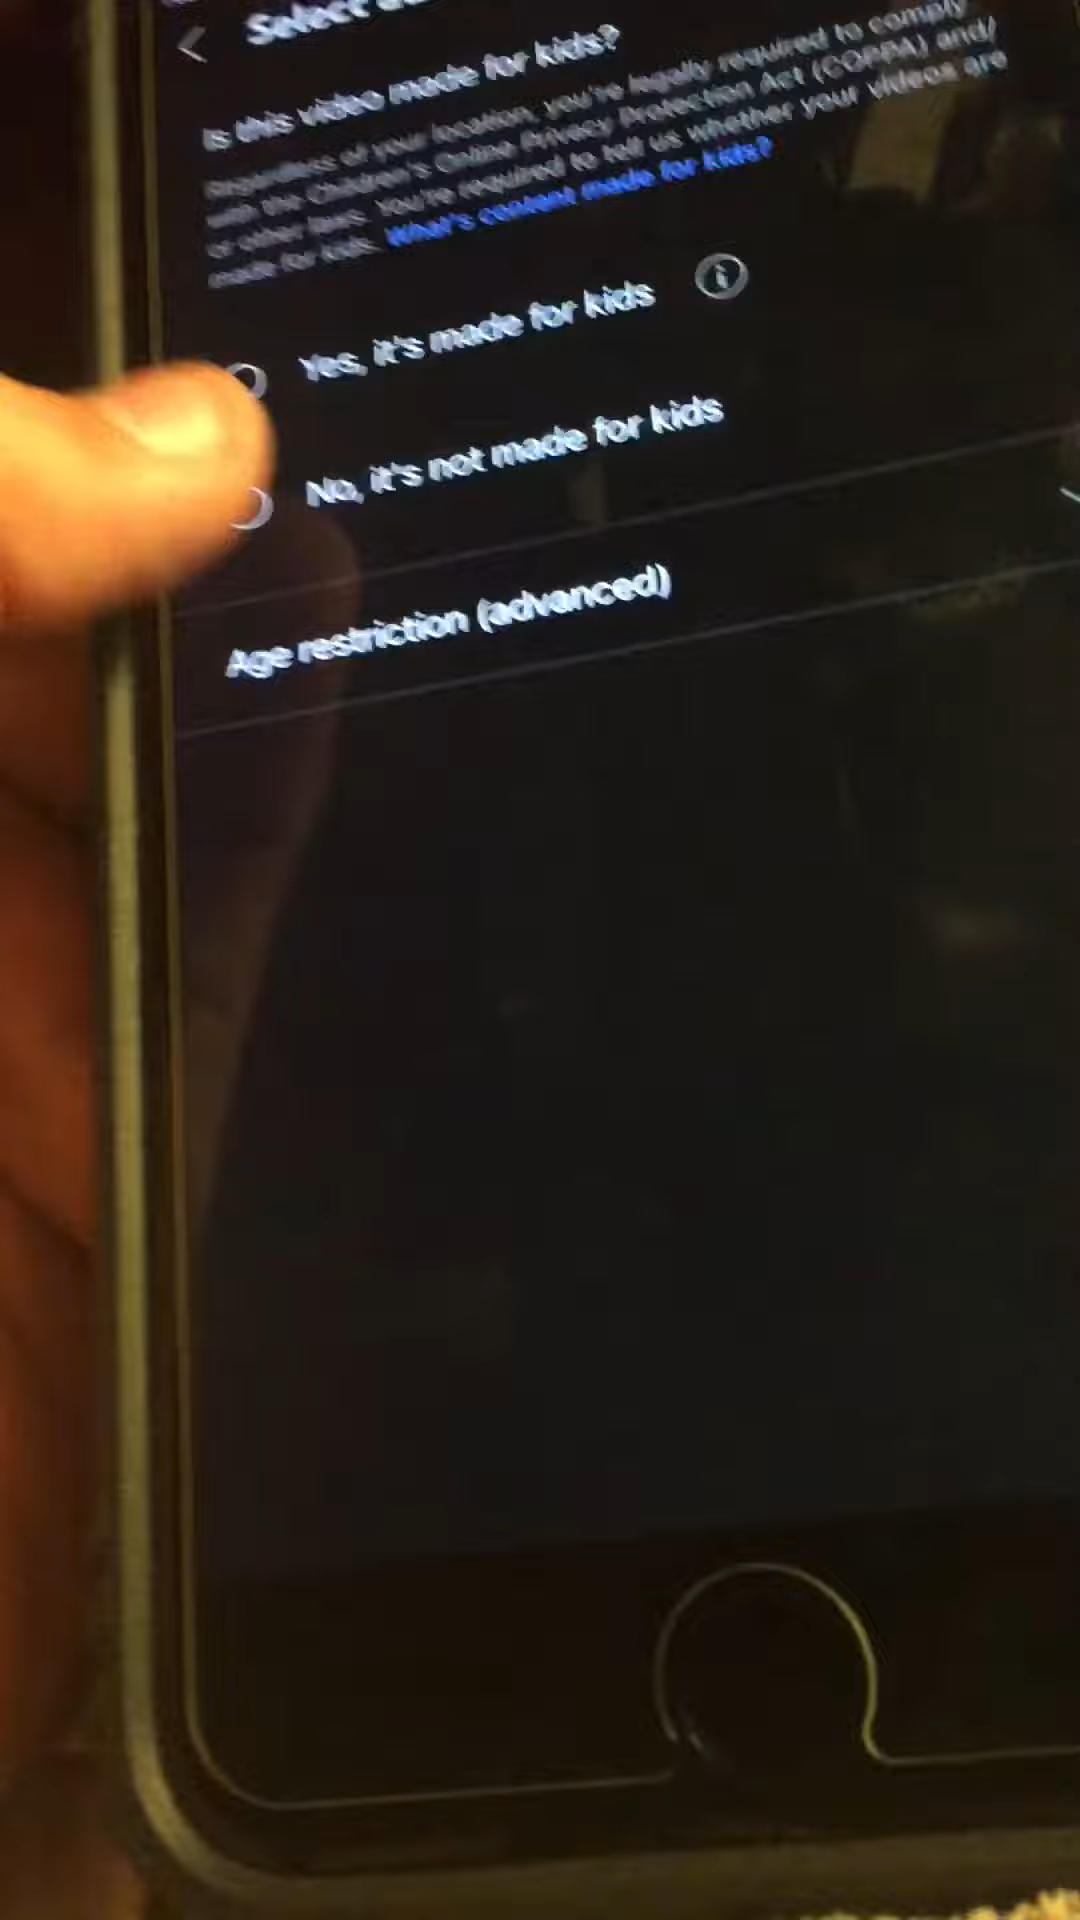 Select
Is this video made for kids?
Regardless of your location, you're legally required to comply
with the Children's Online Privacy Protection Act (COPPA) and/
or other laws. You're required to tell us whether your videos are
made for kids. What's content made for kids?
Yes, it's made for kids
No, it's not made for kids
Age restriction (advanced)